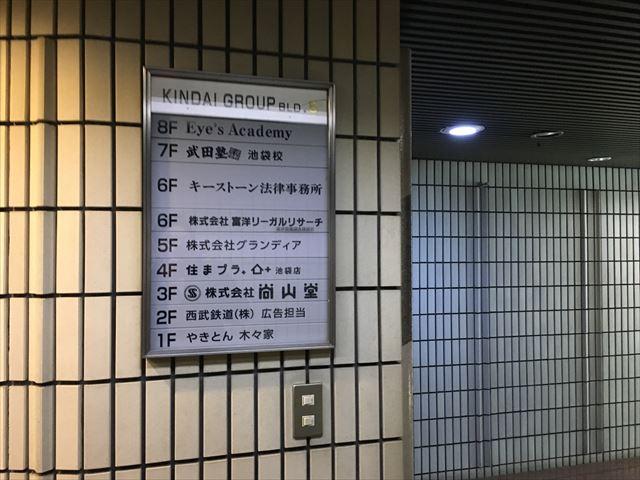 KINDAI GROUP BLD.
8F Eye's Academy
7F 武田塾 池袋校
6F キーストーン法律事務所
6F 株式会社 富洋リーガルリサーチ
5F 株式会社グランディア
4F 住まプラ。+ 池袋店
3F S 株式会社 尚山堂
2F 西武鉄道(株) 広告担当
1F やきとん 木々家